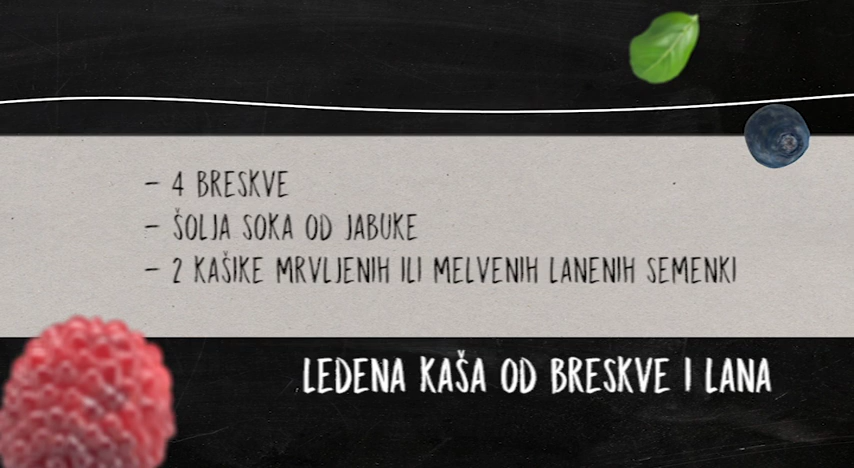 - 4 BRESKVE
- ŠOLJA SOKA OD JABUKE
- 2 KAŠIKE MRVLJENIH ILI MELVENIH LANENIH SEMENKI
LEDENA KAŠA OD BRESKVE I LANA